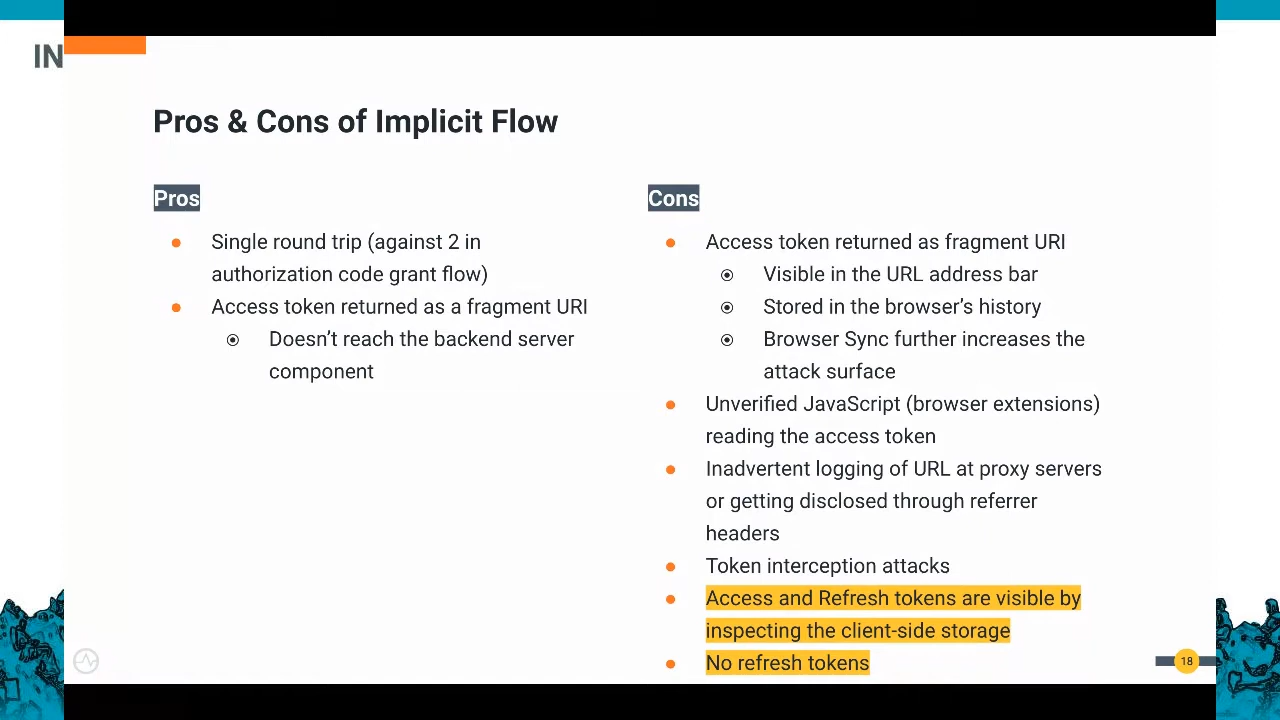 IN
Pros & Cons of Implicit Flow
Pros
Single round trip (against 2 in
authorization code grant flow)
Access token returned as a fragment URI
Doesn’t reach the backend server
component
Cons
Access token returned as fragment URI
Visible in the URL address bar
Stored in the browser’s history
Browser Sync further increases the
attack surface
Unverified JavaScript (browser extensions)
reading the access token
Inadvertent logging of URL at proxy servers
or getting disclosed through referrer
headers
Token interception attacks
Access and Refresh tokens are visible by
inspecting the client-side storage
No refresh tokens
18